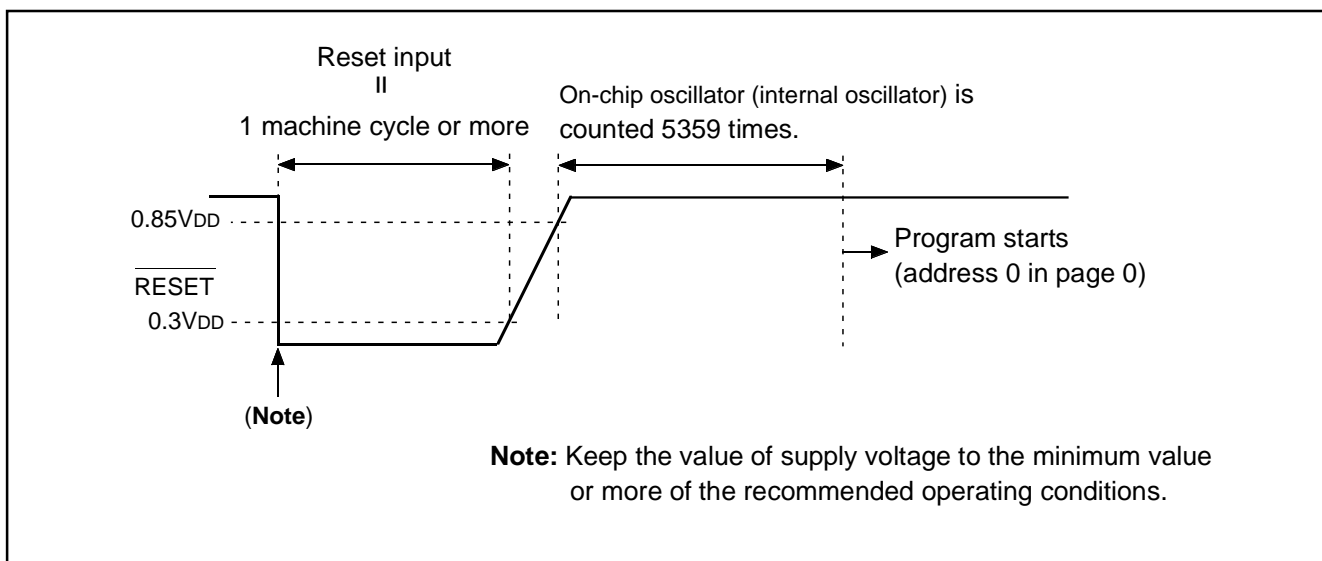 Reset input
=
1 machine cycle or more
On-chip oscillator (internal oscillator) is
counted 5359 times.
0.85VDD
RESET
0.3VDD
Program starts
(address 0 in page 0)
(Note)
Note: Keep the value of supply voltage to the minimum value
or more of the recommended operating conditions.